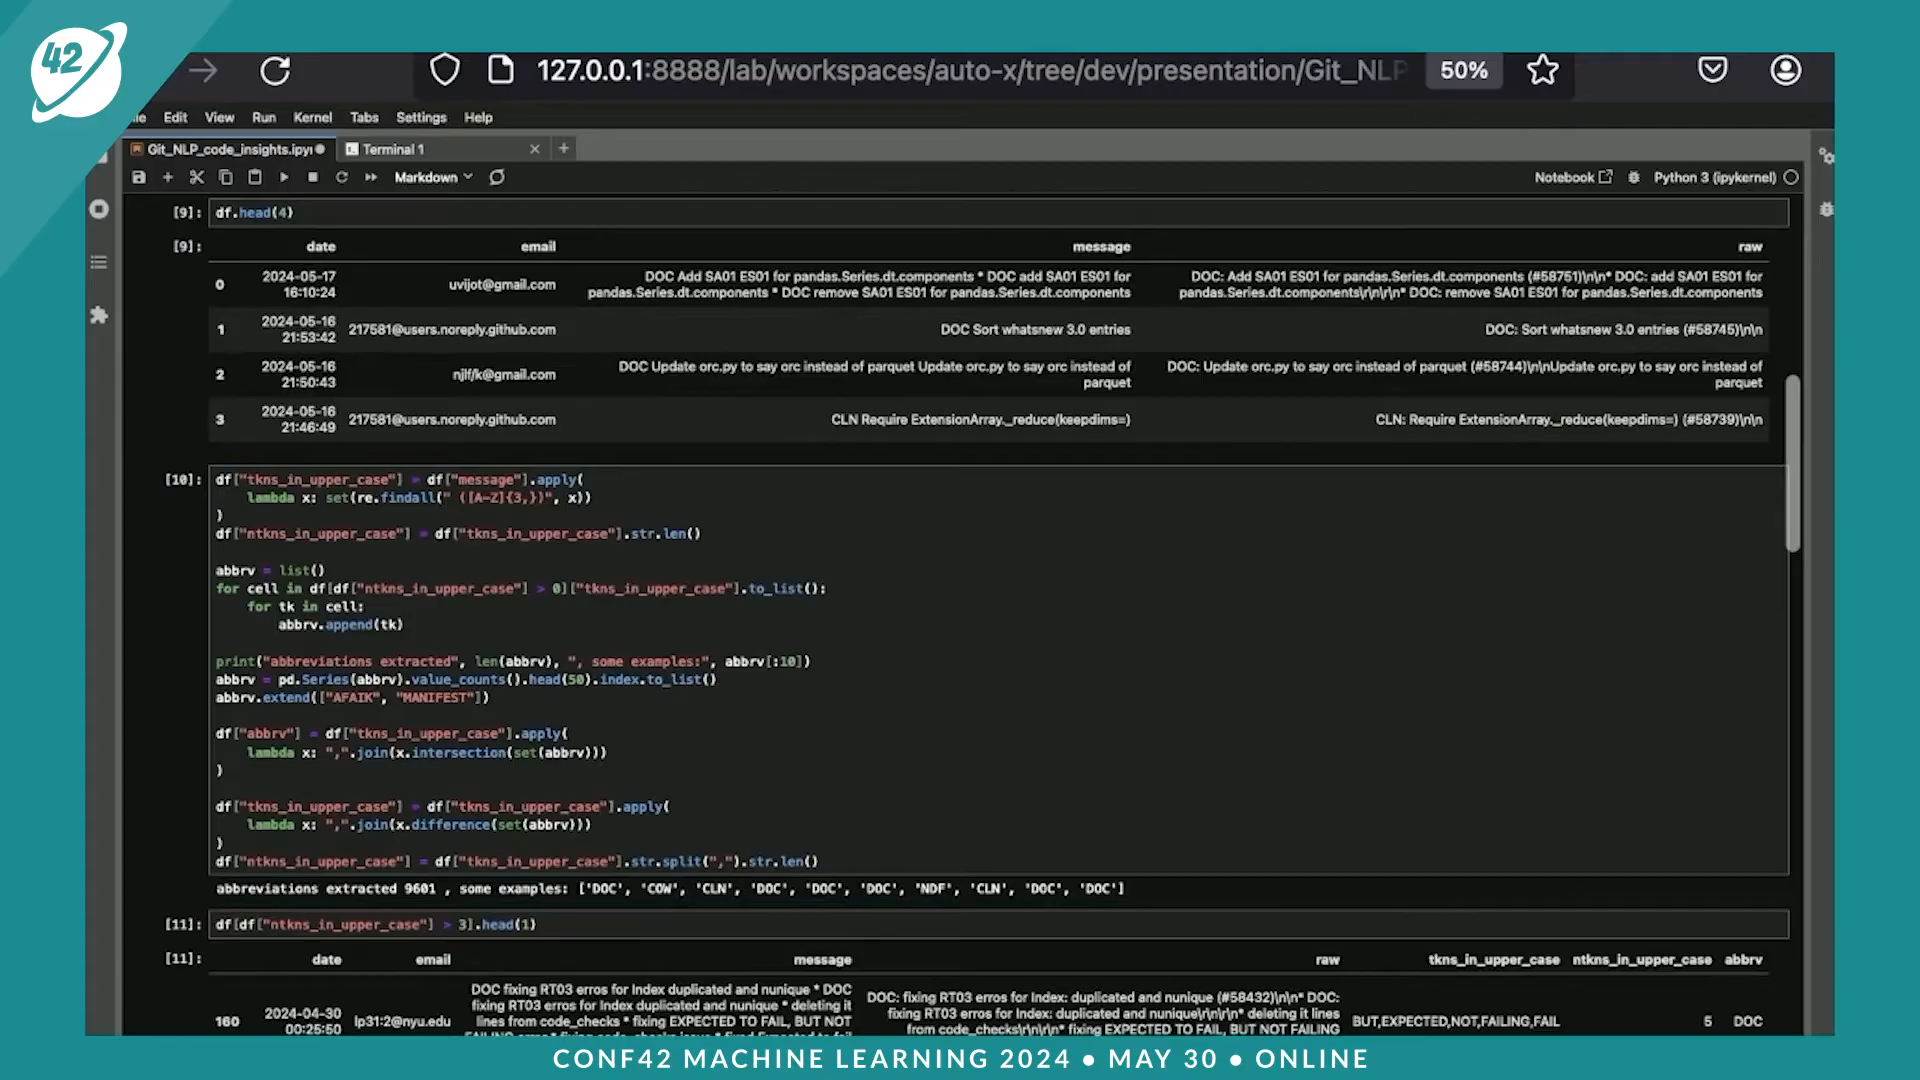 42
127.0.0.1:8888/lab/workspaces/auto-x/tree/dev/presentation/Git_NLP
50%
Edit View Run Kernel Tabs Settings Help
Git_NLP_code_insights.ipyn
Terminal 1
Markdown
Notebook
Python 3 (ipykernel)
[9]: df.head(4)
[9]: date email message raw
0 2024-05-17 16:10:24 uvijot@gmail.com DOC Add SA01 ES01 for pandas.Series.dt.components * DOC add SA01 ES01 for pandas.Series.dt.components * DOC remove SA01 ES01 for pandas.Series.dt.components DOC: Add SA01 ES01 for pandas.Series.dt.components (#58751)\n\n* DOC: add SA01 ES01 for pandas.Series.dt.components\r\n\r\n* DOC: remove SA01 ES01 for pandas.Series.dt.components
1 2024-05-16 21:53:42 217581@users.noreply.github.com DOC Sort whatsnew 3.0 entries DOC: Sort whatsnew 3.0 entries (#58745)\n\n
2 2024-05-16 21:50:43 njlf/k@gmail.com DOC Update orc.py to say orc instead of parquet Update orc.py to say orc instead of parquet DOC: Update orc.py to say orc instead of parquet (#58744)\n\nUpdate orc.py to say orc instead of parquet
3 2024-05-16 21:46:49 217581@users.noreply.github.com CLN Require ExtensionArray._reduce(keepdims=) CLN: Require ExtensionArray._reduce(keepdims=) (#58739)\n\n
[10]: df["tkns_in_upper_case"] = df["message"].apply(
lambda x: set(re.findall(" ([A-Z]{3,})", x))
)
df["ntkns_in_upper_case"] = df["tkns_in_upper_case"].str.len()
abbrv = list()
for cell in df[df["ntkns_in_upper_case"] > 0]["tkns_in_upper_case"].to_list():
for tk in cell:
abbrv.append(tk)
print("abbreviations extracted", len(abbrv), ", some examples:", abbrv[:10])
abbrv = pd.Series(abbrv).value_counts().head(50).index.to_list()
abbrv.extend(["AFAIK", "MANIFEST"])
df["abbrv"] = df["tkns_in_upper_case"].apply(
lambda x: ",".join(x.intersection(set(abbrv)))
)
df["tkns_in_upper_case"] = df["tkns_in_upper_case"].apply(
lambda x: ",".join(x.difference(set(abbrv)))
)
df["ntkns_in_upper_case"] = df["tkns_in_upper_case"].str.split(",").str.len()
abbreviations extracted 9601 , some examples: ['DOC', 'COW', 'CLN', 'DOC', 'DOC', 'DOC', 'NDF', 'CLN', 'DOC', 'DOC']
[11]: df[df["ntkns_in_upper_case"] > 3].head(1)
[11]: date email message raw tkns_in_upper_case ntkns_in_upper_case abbrv
160 2024-04-30 00:25:50 lp31:2@nyu.edu DOC fixing RT03 erros for Index duplicated and nunique * DOC fixing RT03 erros for Index duplicated and nunique * deleting it lines from code_checks * fixing EXPECTED TO FAIL, BUT NOT DOC: fixing RT03 erros for Index: duplicated and nunique (#58432)\n\n* DOC: fixing RT03 erros for Index: duplicated and nunique\r\n\r\n* deleting it lines from code_checks\r\n\r\n* fixing EXPECTED TO FAIL, BUT NOT FAILING BUT,EXPECTED,NOT,FAILING,FAIL 5 DOC
CONF42 MACHINE LEARNING 2024 • MAY 30 • ONLINE